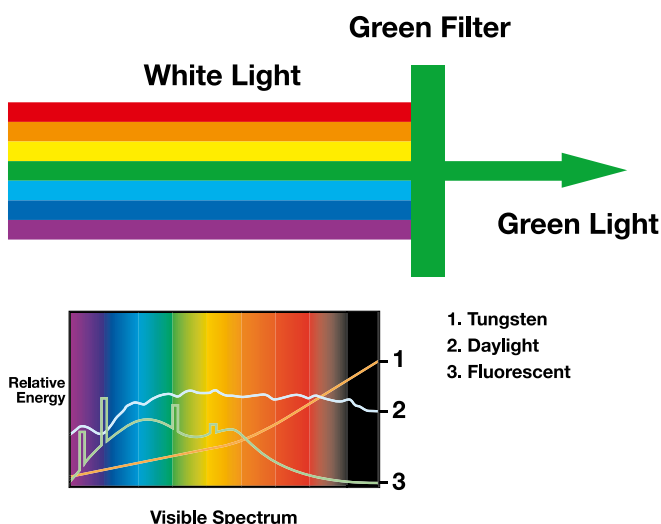 Green Filter
White Light
Green Light
1. Tungsten
2. Daylight
3. Fluorescent
Relative
Energy
1
2
3
Visible Spectrum